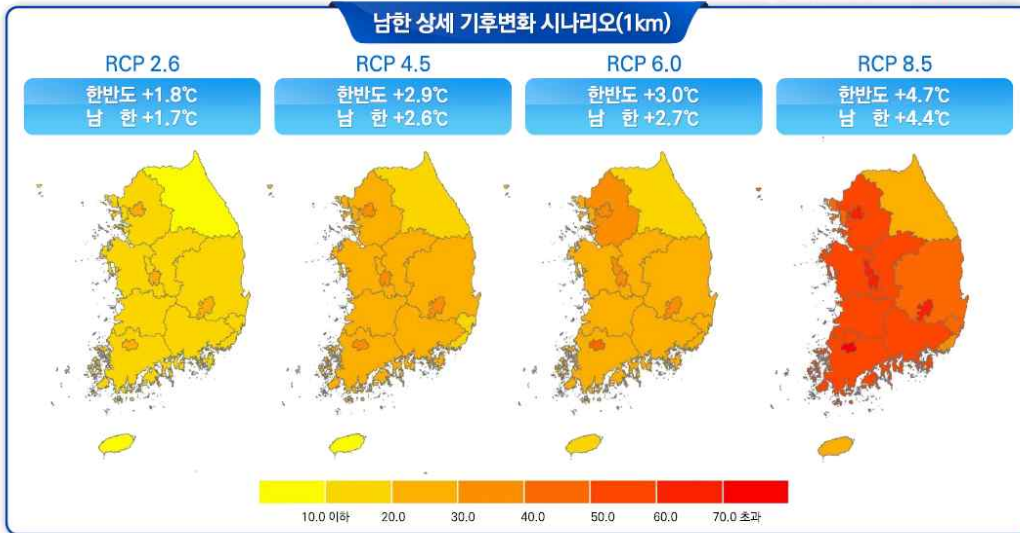 남한 상세 기후변화 시나리오(1km)
RCP 2.6
한반도 +1.8℃
남 한 +1.7℃
RCP 4.5
한반도 +2.9℃
남 한 +2.6℃
RCP 6.0
한반도 +3.0℃
남 한 +2.7℃
RCP 8.5
한반도 +4.7℃
남 한 +4.4℃
10.0 이하 20.0 30.0 40.0 50.0 60.0 70.0 초과